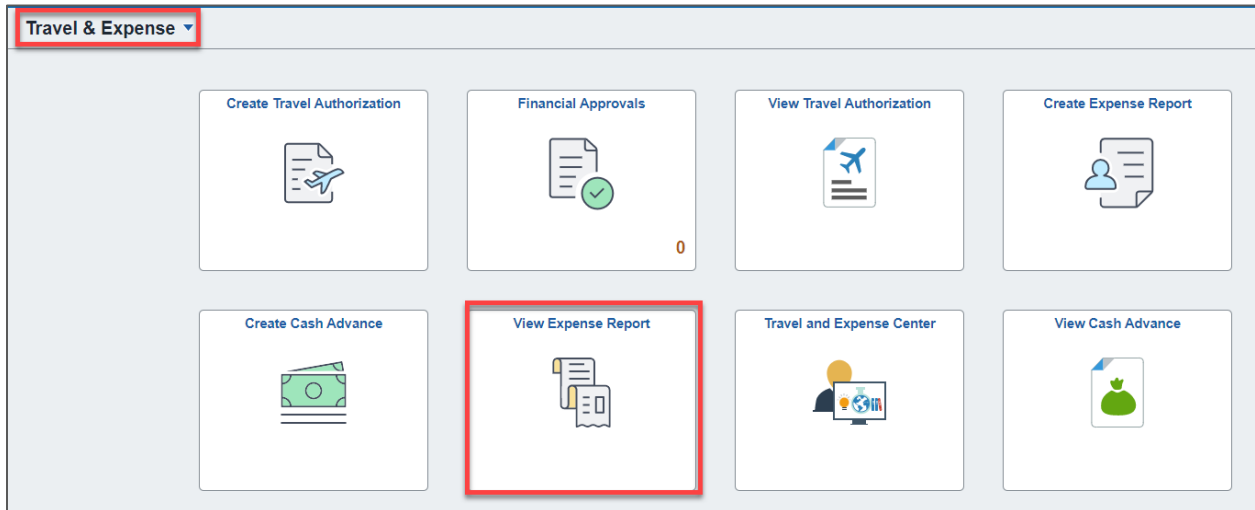 Travel & Expense
Create Travel Authorization
Financial Approvals
View Travel Authorization
Create Expense Report
0
Create Cash Advance
View Expense Report
Travel and Expense Center
View Cash Advance